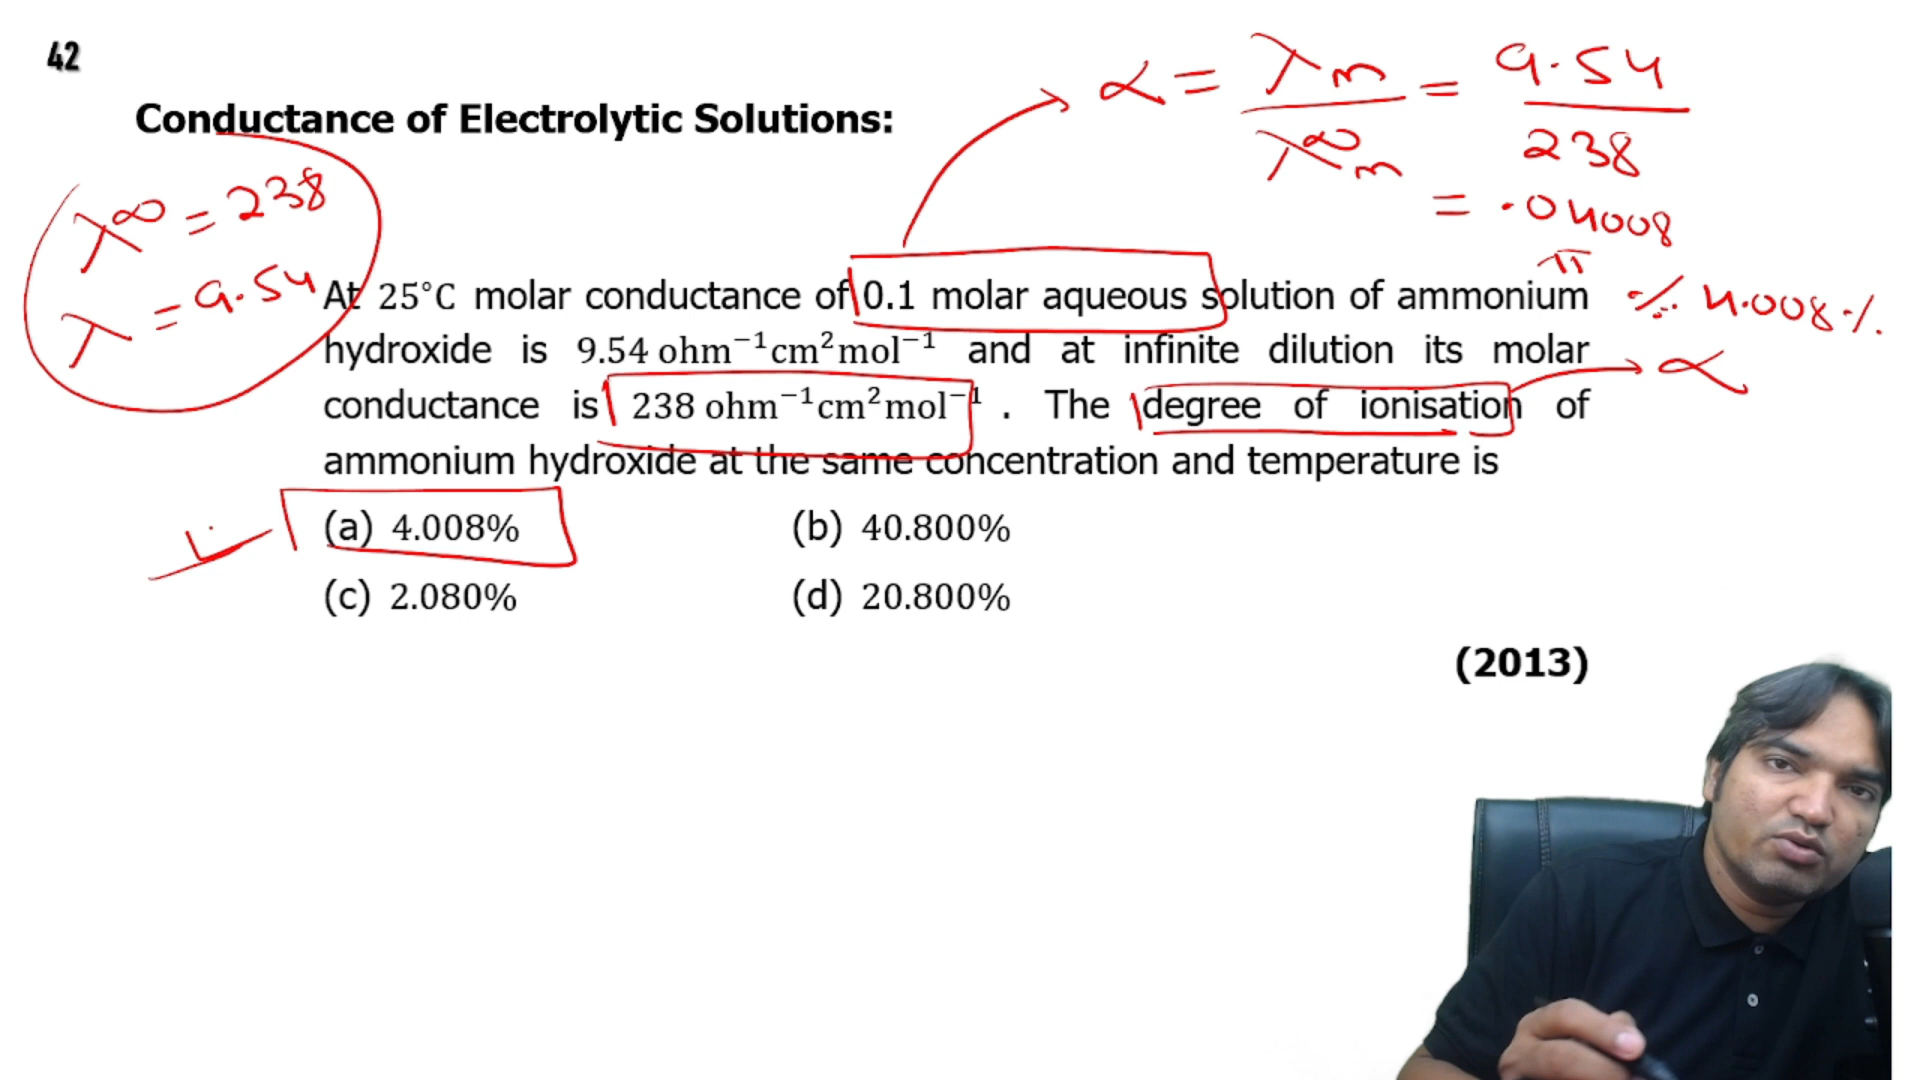 42
Conductance of Electrolytic Solutions:
α = λm / λ∞m = 9.54 / 238
= .04008
% 4.008%
λ∞ = 238
λ = 9.54
At 25°C molar conductance of 0.1 molar aqueous solution of ammonium
hydroxide is 9.54 ohm⁻¹cm²mol⁻¹ and at infinite dilution its molar
conductance is 238 ohm⁻¹cm²mol⁻¹ . The degree of ionisation of
α
ammonium hydroxide at the same concentration and temperature is
(a) 4.008% (b) 40.800%
(c) 2.080% (d) 20.800%
(2013)